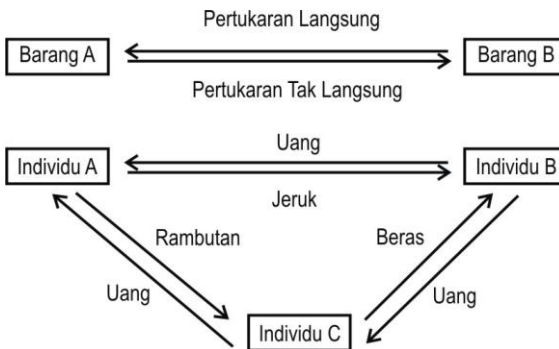 Pertukaran Langsung
Barang A
Barang B
Pertukaran Tak Langsung
Uang
Individu A
Individu B
Jeruk
Rambutan
Beras
Uang
Uang
Individu C